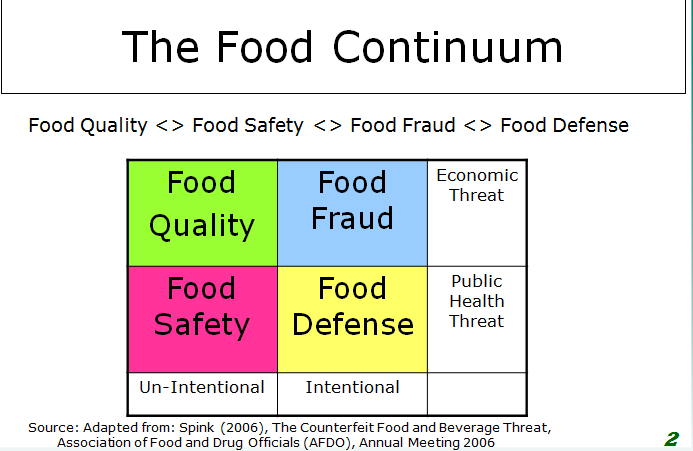 The Food Continuum
Food Quality <> Food Safety <> Food Fraud <> Food Defense
Food
Quality
Food
Fraud
Economic
Threat
Food
Safety
Food
Defense
Public
Health
Threat
Un-Intentional
Intentional
Source: Adapted from: Spink (2006), The Counterfeit Food and Beverage Threat,
Association of Food and Drug Officials (AFDO), Annual Meeting 2006
2